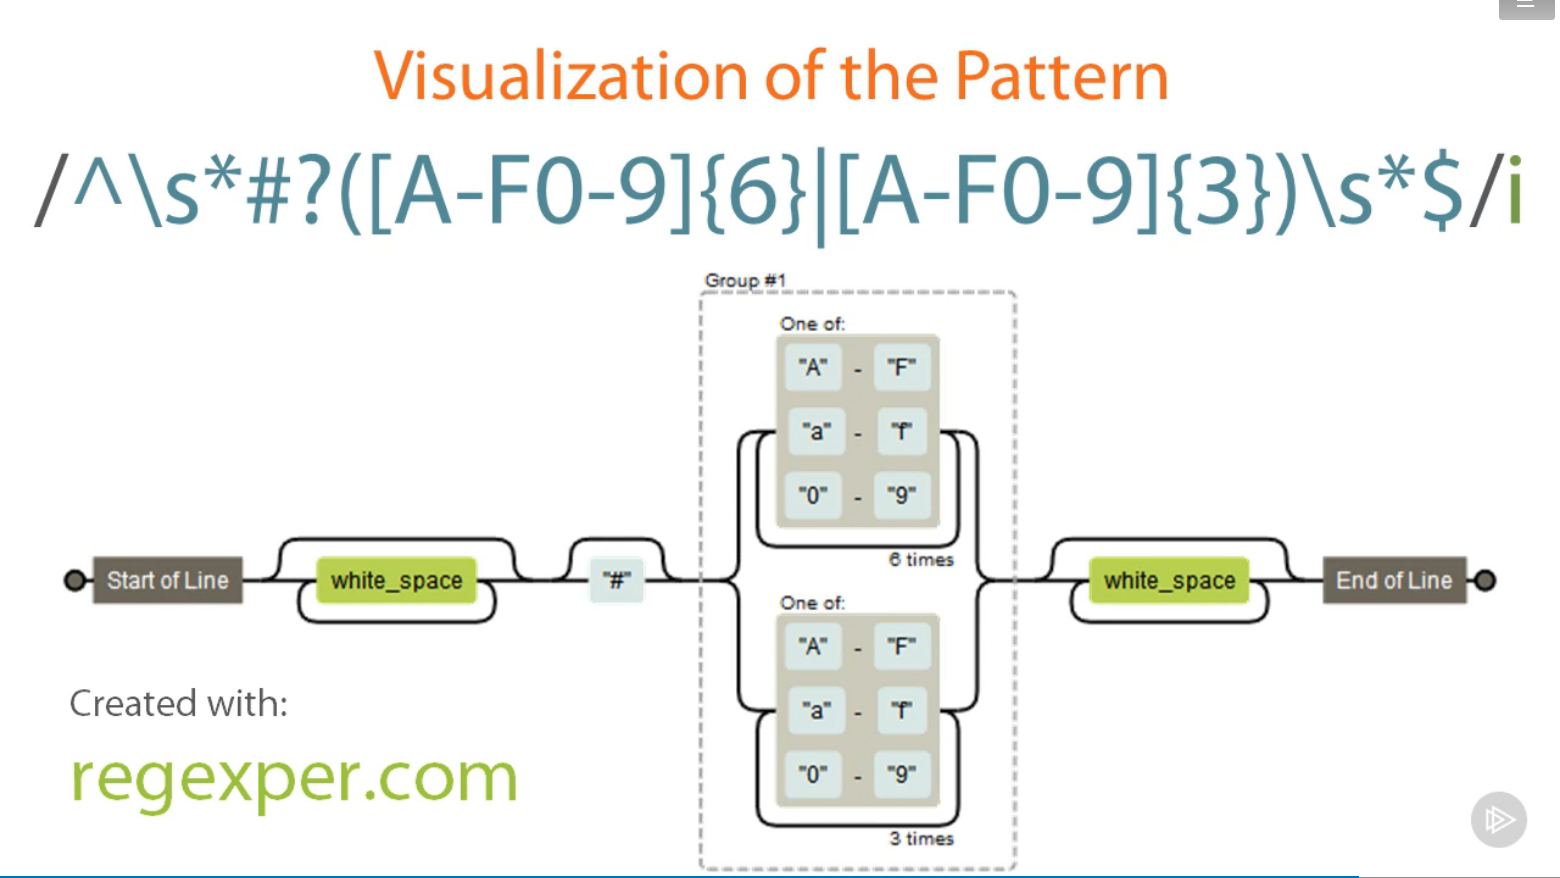 Visualization of the Pattern
/^\s*#?([A-F0-9]{6}|[A-F0-9]{3})\s*$/i
Group #1
One of:
"A" - "F"
"a" - "f"
"0" - "9"
6 times
Start of Line
white_space
"#"
white_space
End of Line
One of:
"A" - "F"
"a" - "f"
"0" - "9"
3 times
Created with:
regexper.com